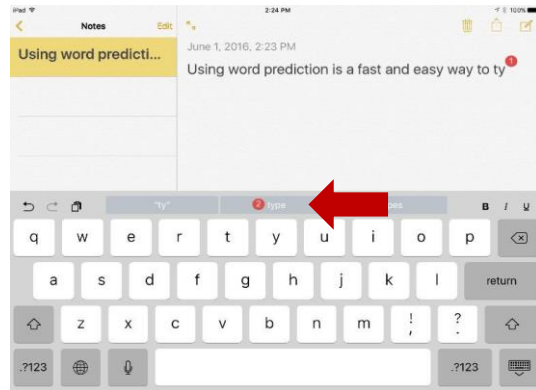 iPad 2:24 PM 100%
Notes Edit
Using word predicti...
June 1, 2016, 2:23 PM
Using word prediction is a fast and easy way to ty 1
"ty" 2 type B I U
q w e r t y u i o p
a s d f g h j k l return
z x c v b n m ! , ? .
.?123 .?123